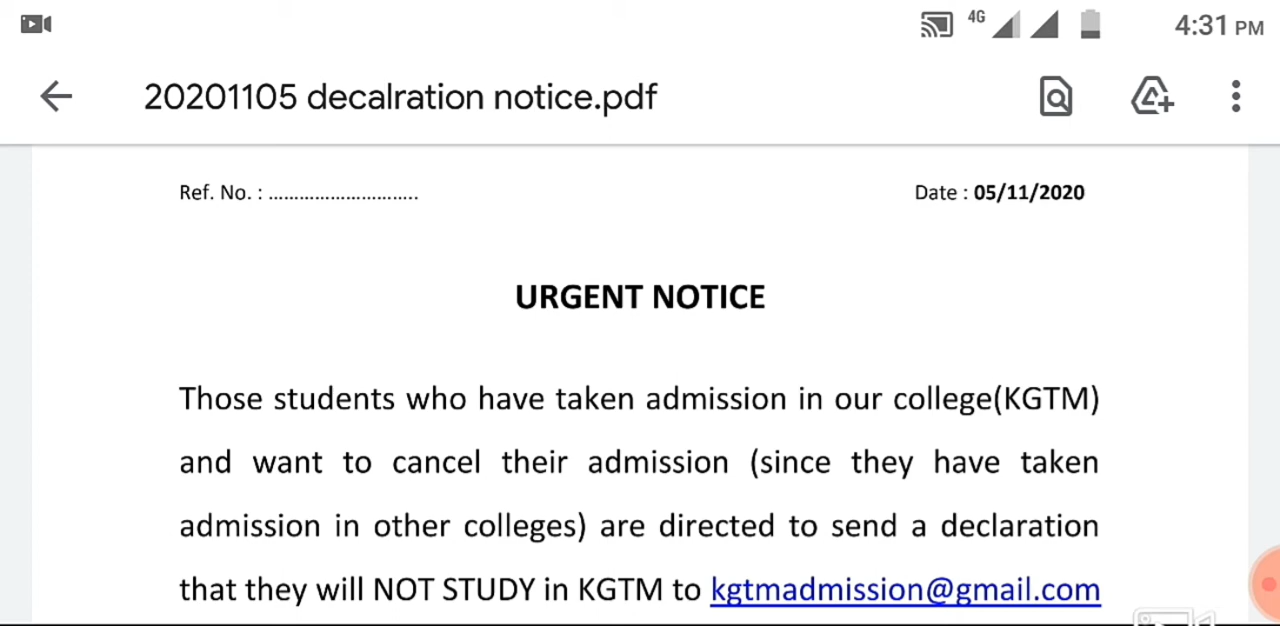 4G 4:31 PM
20201105 decalration notice.pdf
Ref. No. : ............................ Date : 05/11/2020
URGENT NOTICE
Those students who have taken admission in our college(KGTM)
and want to cancel their admission (since they have taken
admission in other colleges) are directed to send a declaration
that they will NOT STUDY in KGTM to kgtmadmission@gmail.com